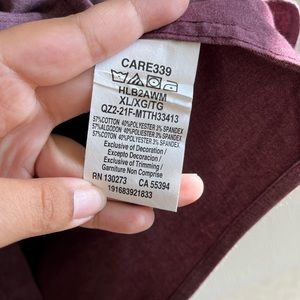 CARE339
HLB2AWM
XL/XG/TG
QZ2-21F-MTTH33413
57%COTTON 40%POLYESTER 3% SPANDEX
57%ALGODON 40%POLYESTER 3% SPANDEX
57%COTON 40%POLYESTER 3% SPANDEX
Exclusive of Decoration /
Excepto Decoracion /
Exclusive of Trimming /
Garniture Non Comprise
RN 130273 CA 55394
191683921833